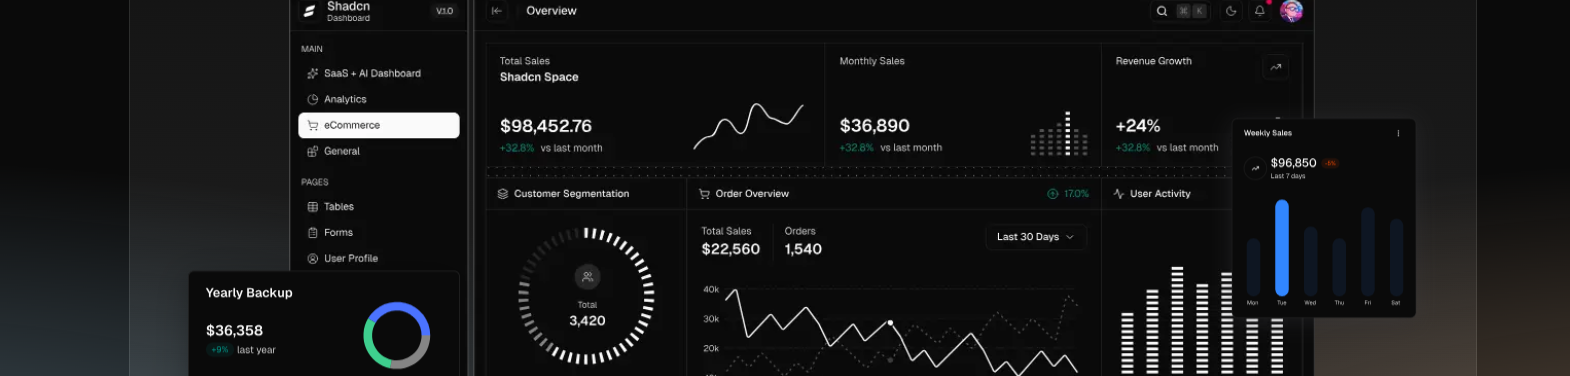 Shadcn
Dashboard
V.1.0
MAIN
SaaS + AI Dashboard
Analytics
eCommerce
General
PAGES
Tables
Forms
User Profile
Yearly Backup
$36,358
+9% last year
Overview
⌘ K
Total Sales
Shadcn Space
$98,452.76
+32.8% vs last month
Monthly Sales
$36,890
+32.8% vs last month
Revenue Growth
+24%
+32.8% vs last month
Customer Segmentation
Total
3,420
Order Overview
17.0%
Total Sales
$22,560
Orders
1,540
Last 30 Days
40k
30k
20k
User Activity
Weekly Sales
$96,850
Last 7 days
Mon Tue Wed Thu Fri Sat